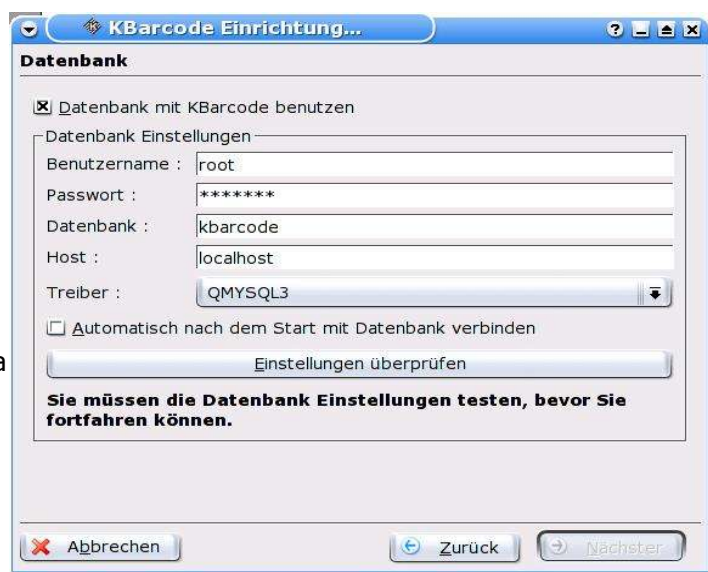 KBarcode Einrichtung...
Datenbank
Datenbank mit KBarcode benutzen
Datenbank Einstellungen
Benutzername : root
Passwort : *******
Datenbank : kbarcode
Host : localhost
Treiber : QMYSQL3
Automatisch nach dem Start mit Datenbank verbinden
a
Einstellungen überprüfen
Sie müssen die Datenbank Einstellungen testen, bevor Sie
fortfahren können.
Abbrechen Zurück Nächster